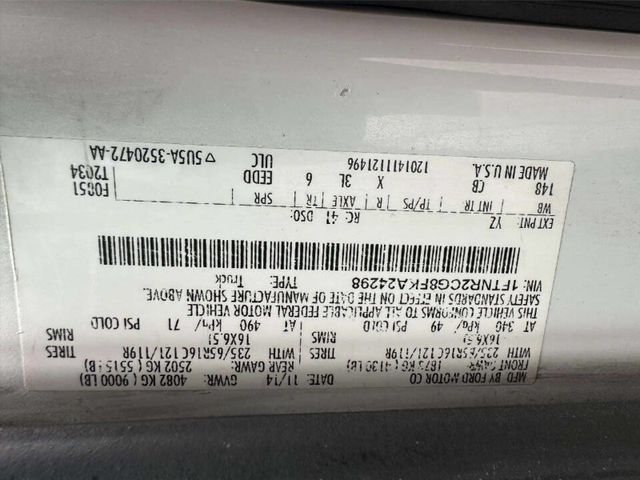 MFD. BY FORD MOTOR CO
DATE: 11/14 GVWR: 4082 KG ( 9000 LB)
FRONT GAWR: 1873 KG ( 4130 LB) REAR GAWR: 2502 KG ( 5515 LB)
WITH 235/65R16C 121/119R TIRES WITH 235/65R16C 121/119R TIRES
16X6.5J RIMS 16X6.5J RIMS
AT 340 kPa/ 49 PSI COLD AT 490 kPa/ 71 PSI COLD
THIS VEHICLE CONFORMS TO ALL APPLICABLE FEDERAL MOTOR VEHICLE
SAFETY STANDARDS IN EFFECT ON THE DATE OF MANUFACTURE SHOWN ABOVE.
VIN: 1FTNR2CG8FKA24298 TYPE: Truck
EXT PNT: YZ RC: 41 DSO: F0851
WB INT TR TP/PS R AXLE TR SPR T2034
148 CB X 3L 6 EEDD
MADE IN U.S.A. 1201411121496 ULC ▽5U5A-3520472-AA